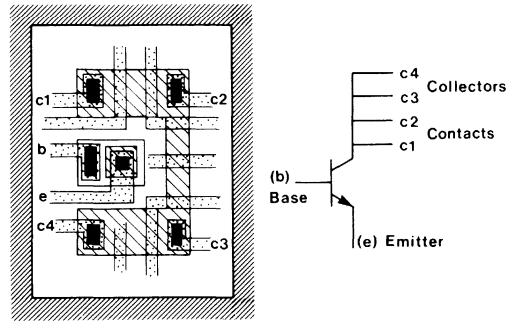 c1
c2
b
e
c4
c3
c4
c3
Collectors
c2
Contacts
c1
(b)
Base
(e) Emitter